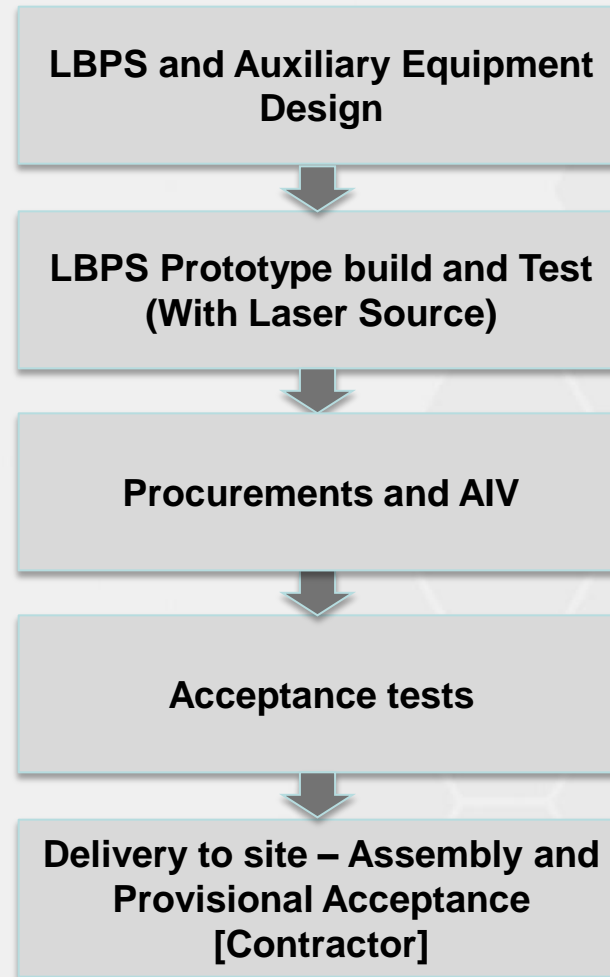 LBPS and Auxiliary Equipment
Design
LBPS Prototype build and Test
(With Laser Source)
Procurements and AIV
Acceptance tests
Delivery to site – Assembly and
Provisional Acceptance
[Contractor]